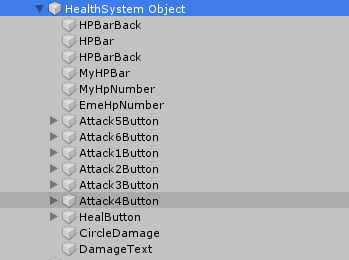 HealthSystem Object
HPBarBack
HPBar
HPBarBack
MyHPBar
MyHpNumber
EmeHpNumber
Attack5Button
Attack6Button
Attack1Button
Attack2Button
Attack3Button
Attack4Button
HealButton
CircleDamage
DamageText